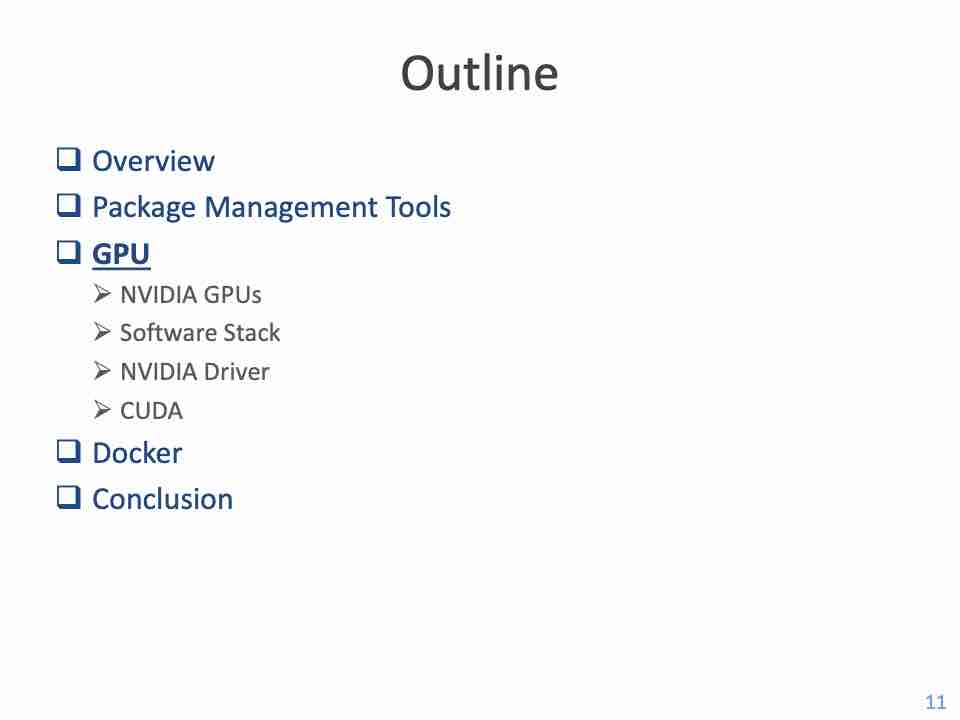 Outline
Overview
Package Management Tools
GPU
NVIDIA GPUs
Software Stack
NVIDIA Driver
CUDA
Docker
Conclusion
11